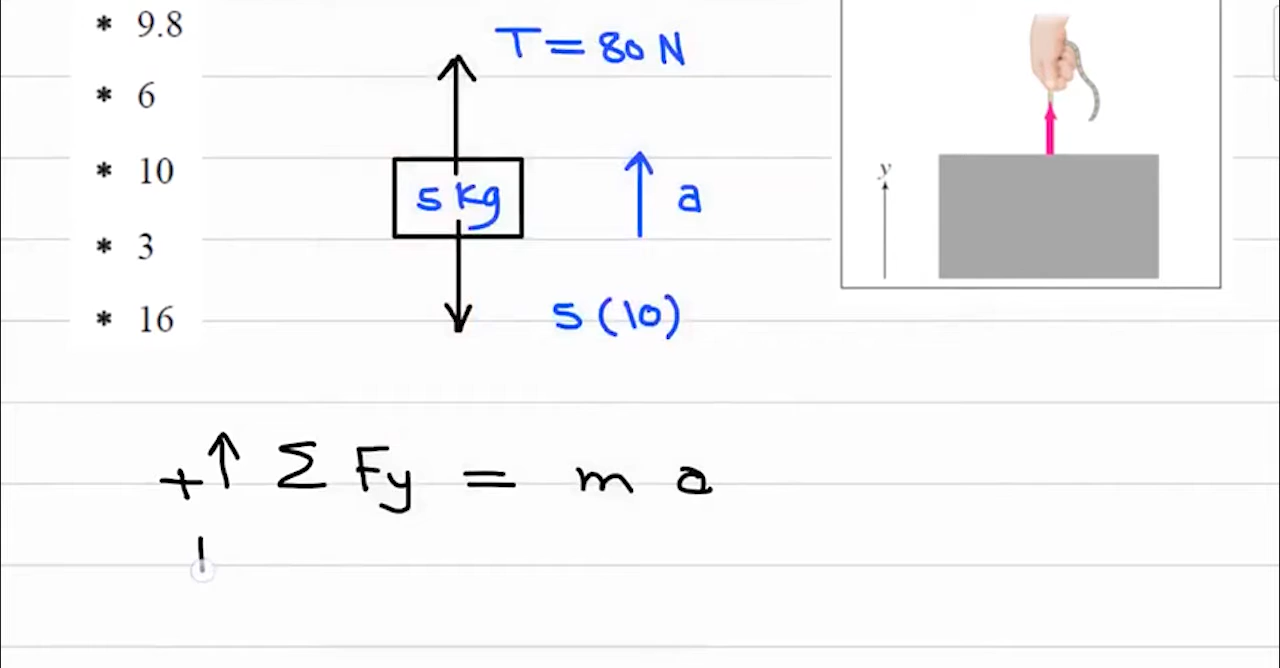 * 9.8
* 6
* 10
* 3
* 16
T = 80 N
5 kg
a
5 (10)
y
+↑ Σ Fy = m a